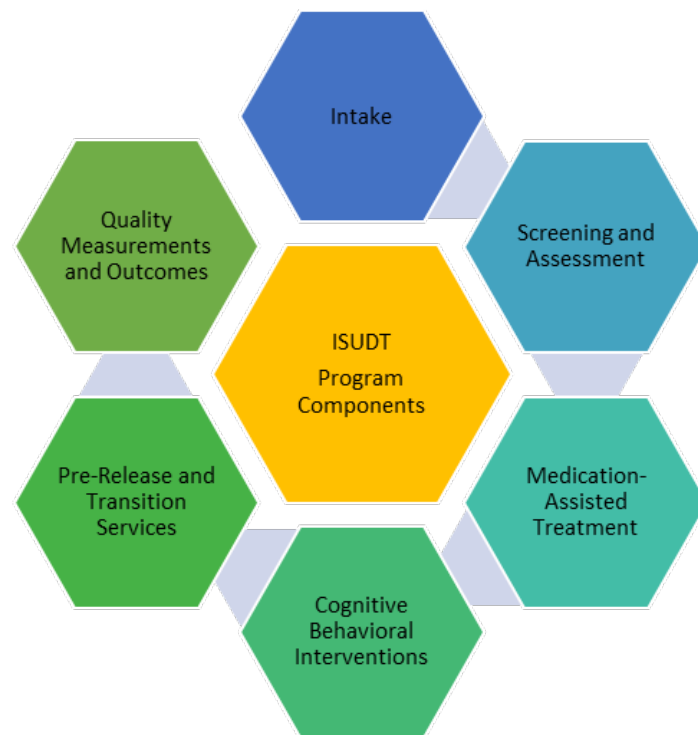 Intake
Screening and
Assessment
Medication-
Assisted
Treatment
Cognitive
Behavioral
Interventions
Pre-Release and
Transition
Services
Quality
Measurements
and Outcomes
ISUDT
Program
Components